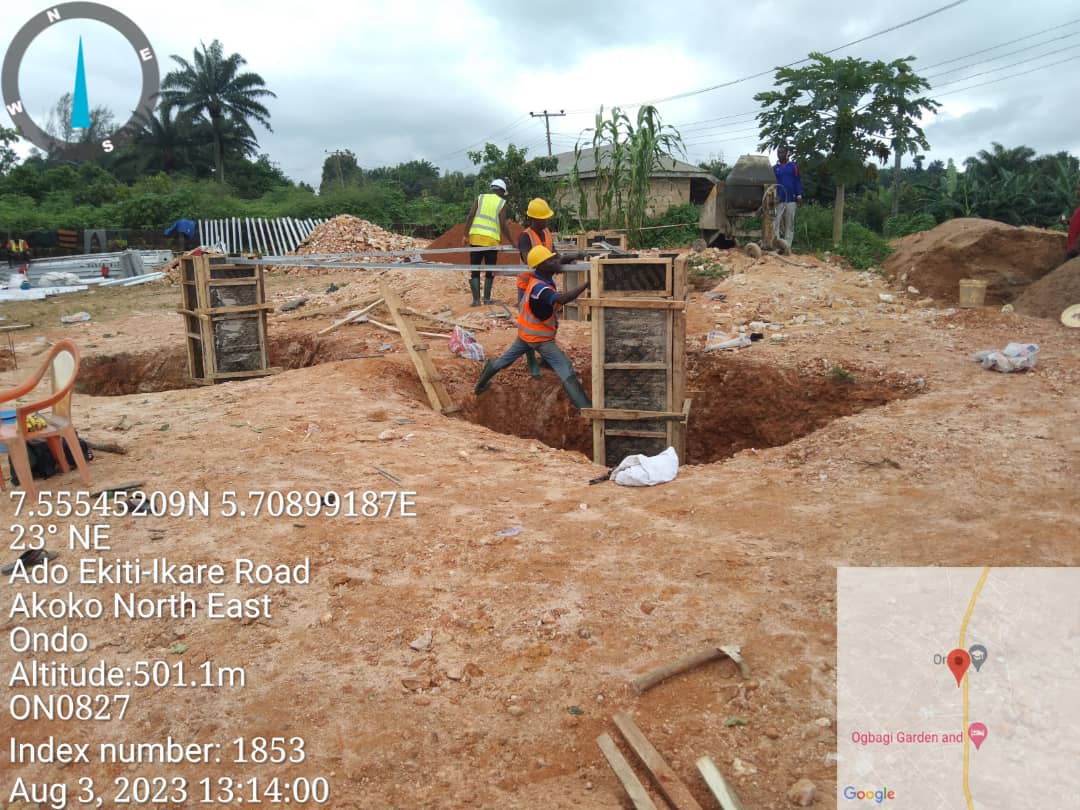 N
E
W
S
7.55545209N 5.70899187E
23° NE
Ado Ekiti-Ikare Road
Akoko North East
Ondo
Altitude:501.1m
ON0827
Index number: 1853
Aug 3, 2023 13:14:00
Ogbagi Garden and
Google